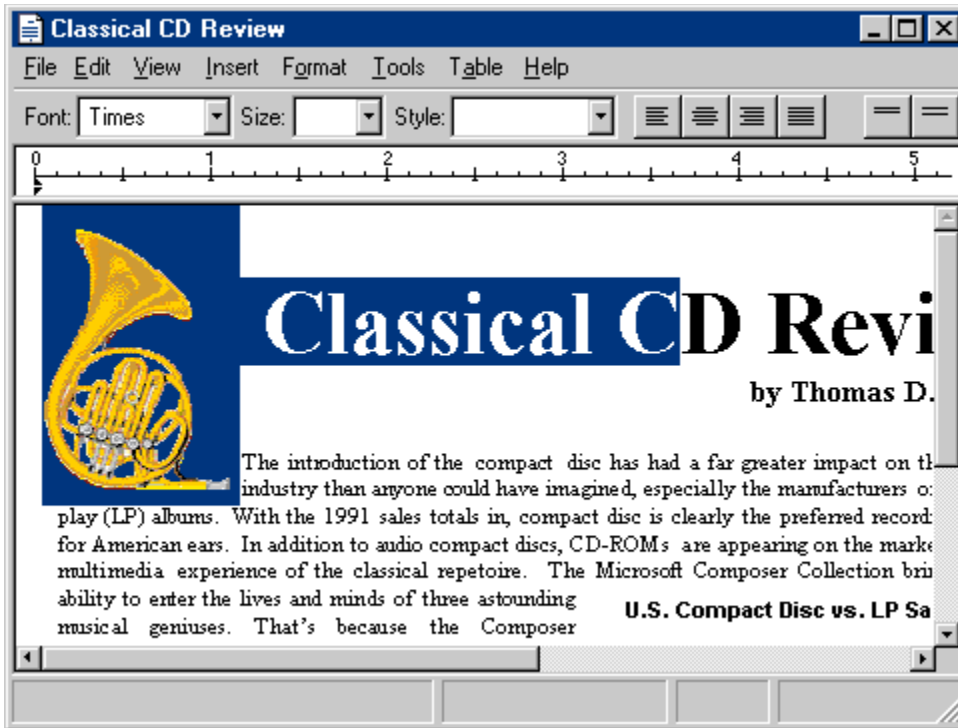 Classical CD Review
File Edit View Insert Format Tools Table Help
Font: Times Size: Style:
0 1 2 3 4 5
Classical CD Revi
by Thomas D.
The introduction of the compact disc has had a far greater impact on th
industry than anyone could have imagined, especially the manufacturers o
play (LP) albums. With the 1991 sales totals in, compact disc is clearly the preferred record
for American ears. In addition to audio compact discs, CD-ROMs are appearing on the marke
multimedia experience of the classical repetoire. The Microsoft Composer Collection brin
ability to enter the lives and minds of three astounding
musical geniuses. That's because the Composer
U.S. Compact Disc vs. LP Sa